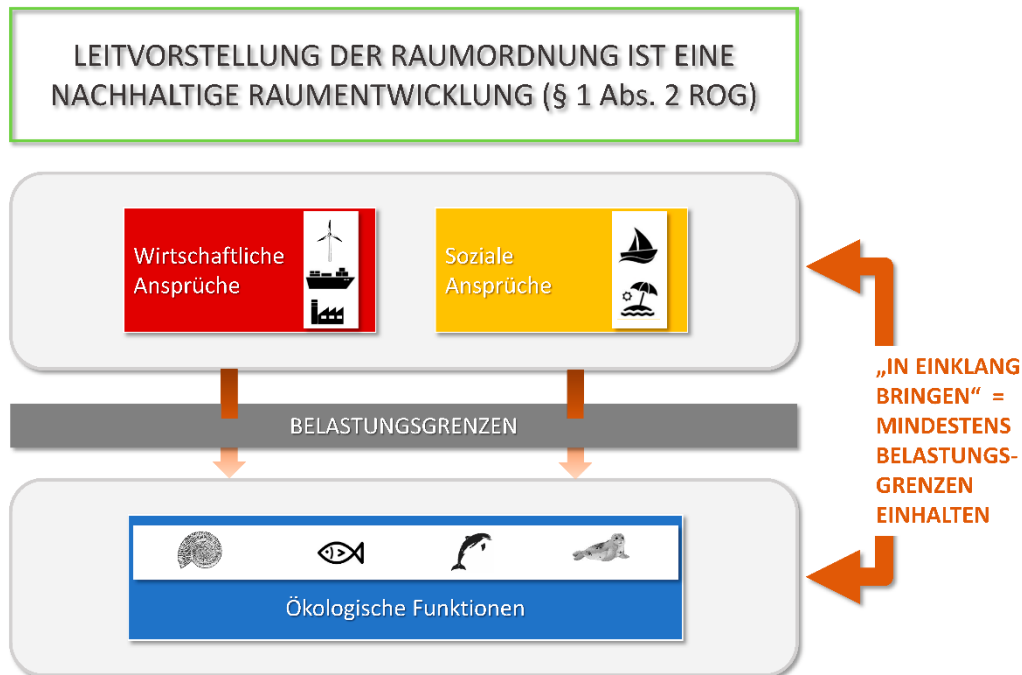 LEITVORSTELLUNG DER RAUMORDNUNG IST EINE
NACHHALTIGE RAUMENTWICKLUNG (§ 1 Abs. 2 ROG)
Wirtschaftliche
Ansprüche
Soziale
Ansprüche
BELASTUNGSGRENZEN
Ökologische Funktionen
„IN EINKLANG
BRINGEN“ =
MINDESTENS
BELASTUNGS-
GRENZEN
EINHALTEN